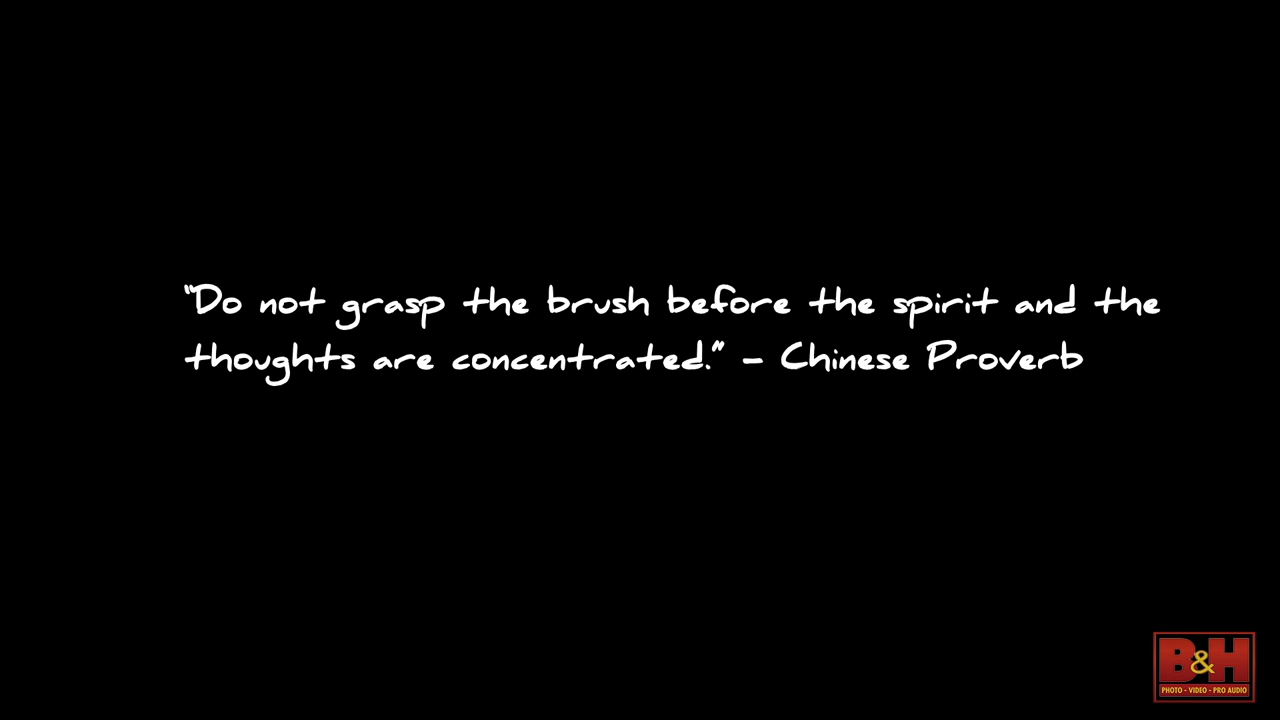 "Do not grasp the brush before the spirit and the
thoughts are concentrated." - Chinese Proverb
B&H
PHOTO - VIDEO - PRO AUDIO